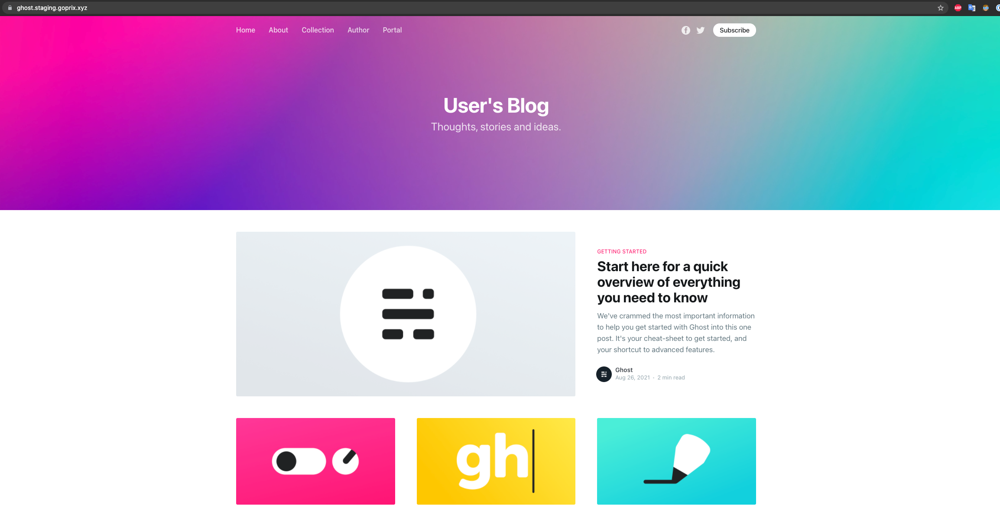 ghost.staging.goprix.xyz
ABP
Home About Collection Author Portal
Subscribe
User's Blog
Thoughts, stories and ideas.
GETTING STARTED
Start here for a quick
overview of everything
you need to know
We've crammed the most important information
to help you get started with Ghost into this one
post. It's your cheat-sheet to get started, and
your shortcut to advanced features.
Ghost
Aug 26, 2021 • 2 min read
gh